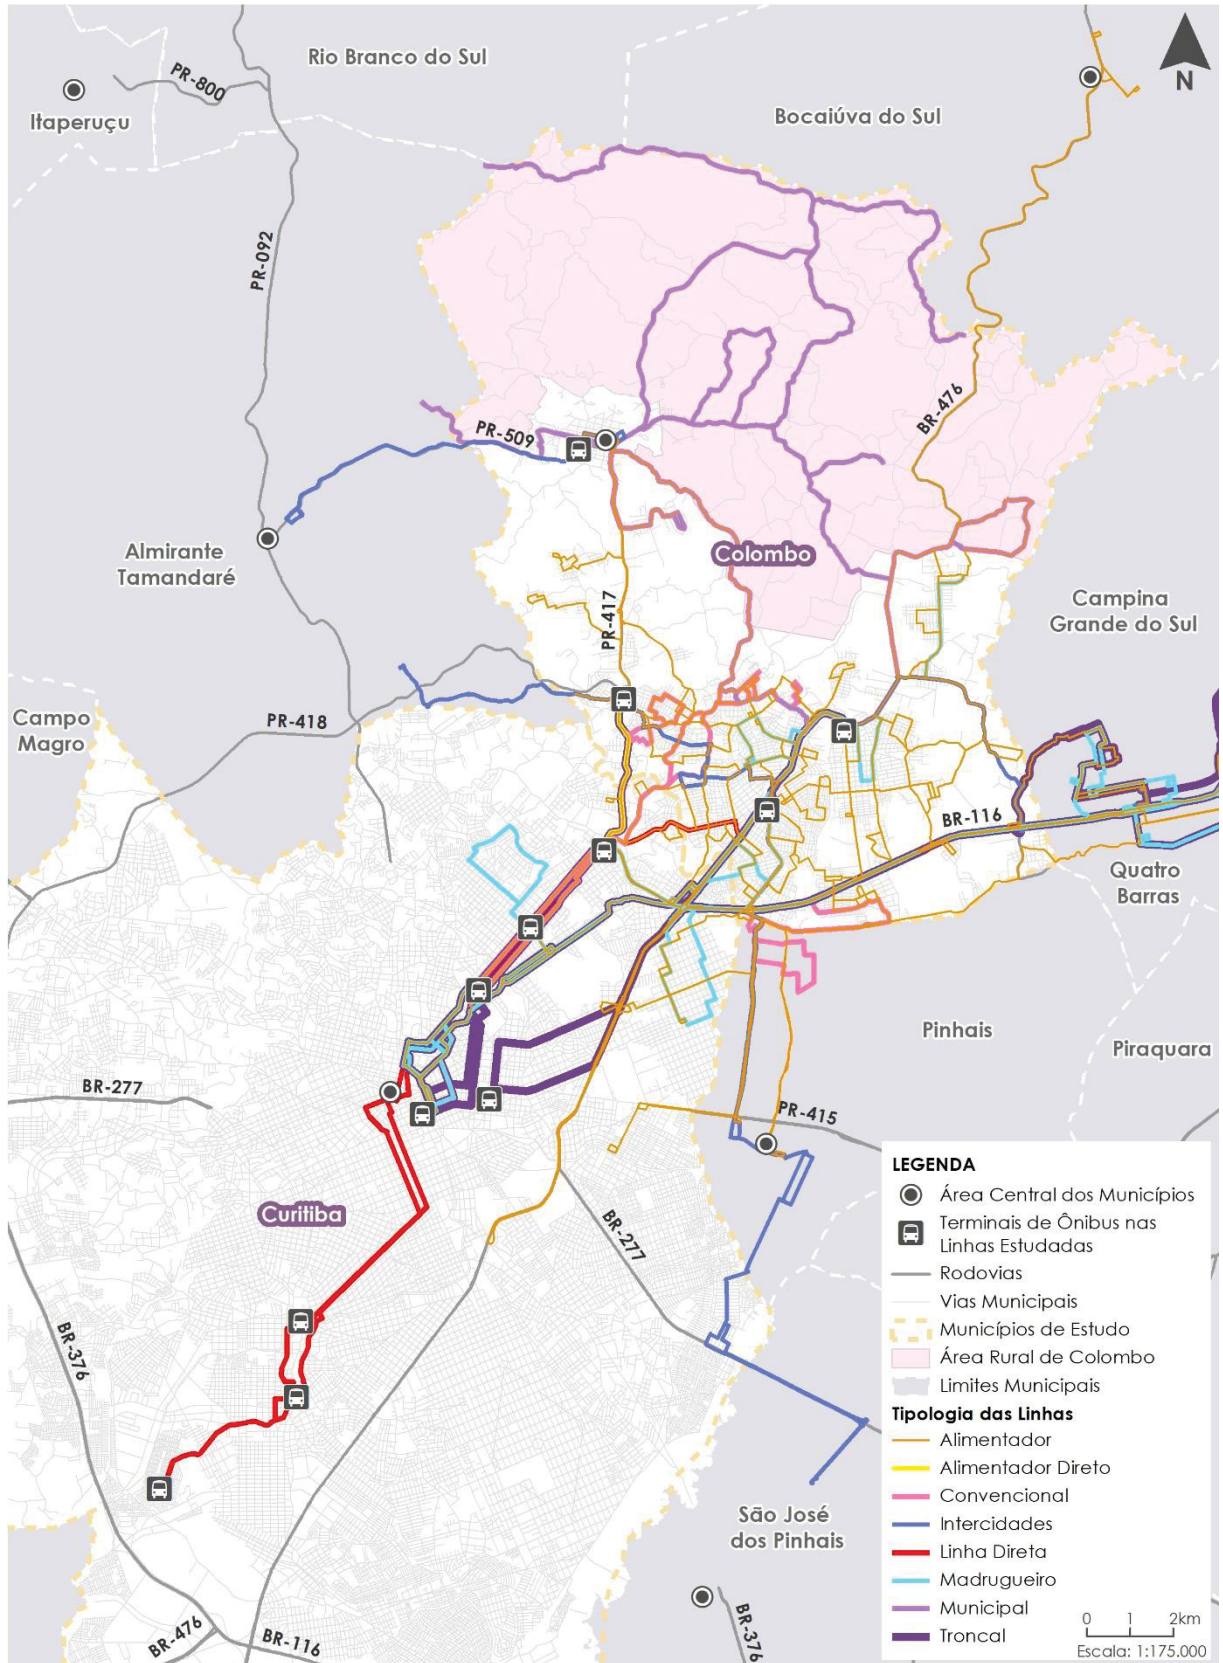 Rio Branco do Sul
PR-800
Itaperuçu
Bocaiúva do Sul
N
PR-092
BR-476
PR-509
Almirante
Tamandaré
Colombo
Campina
Grande do Sul
PR-417
Campo
Magro
PR-418
BR-116
Quatro
Barras
Pinhais
Piraquara
BR-277
PR-415
Curitiba
BR-277
BR-376
São José
dos Pinhais
BR-476
BR-116
BR-376
LEGENDA
Área Central dos Municípios
Terminais de Ônibus nas
Linhas Estudadas
Rodovias
Vias Municipais
Municípios de Estudo
Área Rural de Colombo
Limites Municipais
Tipologia das Linhas
Alimentador
Alimentador Direto
Convencional
Intercidades
Linha Direta
Madrugueiro
Municipal
Troncal
0 1 2km
Escala: 1:175.000